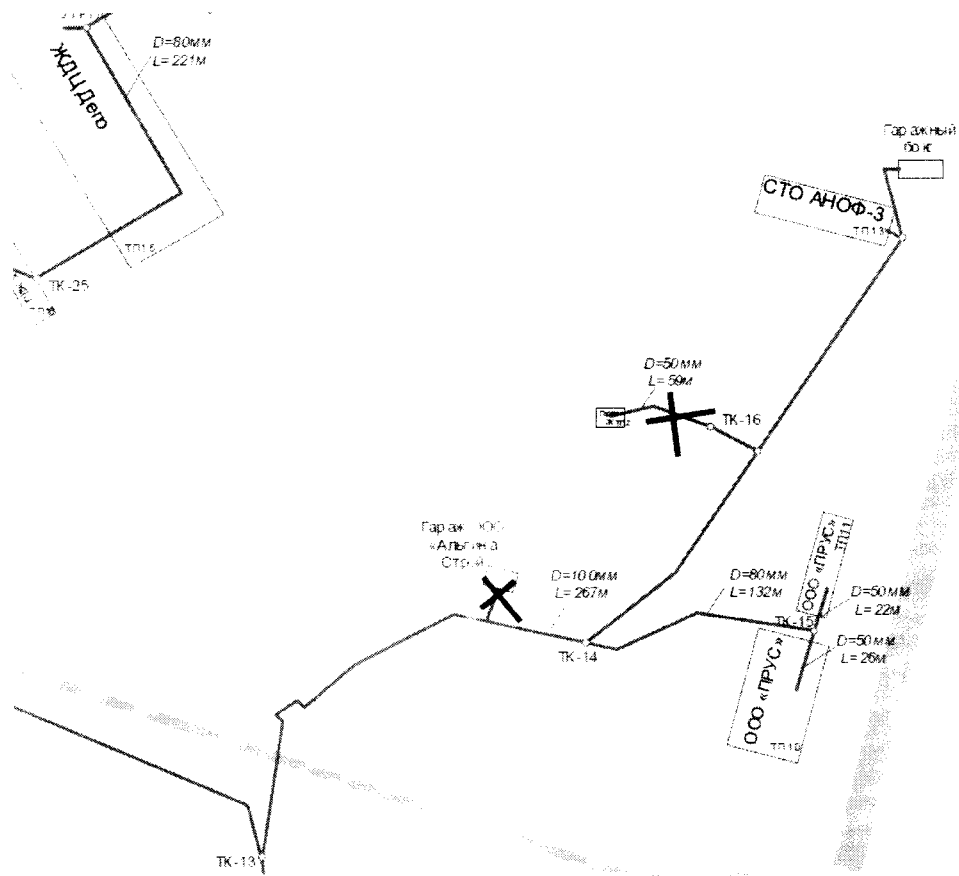 D=80мм
L=221м
ЖДЦ Депо
ТП15
ТК-25
Гаражный
бокс
СТО АНОФ-3
ТП13
D=50мм
L=59м
ТК-16
Гараж ООО
«Альпина
Строй
D=100мм
L=267м
ТК-14
D=80мм
L=132м
ООО «ПРУС»
ТП11
D=50мм
L=22м
ТК-15
D=50мм
L=26м
ООО «ПРУС»
ТП10
ТК-13